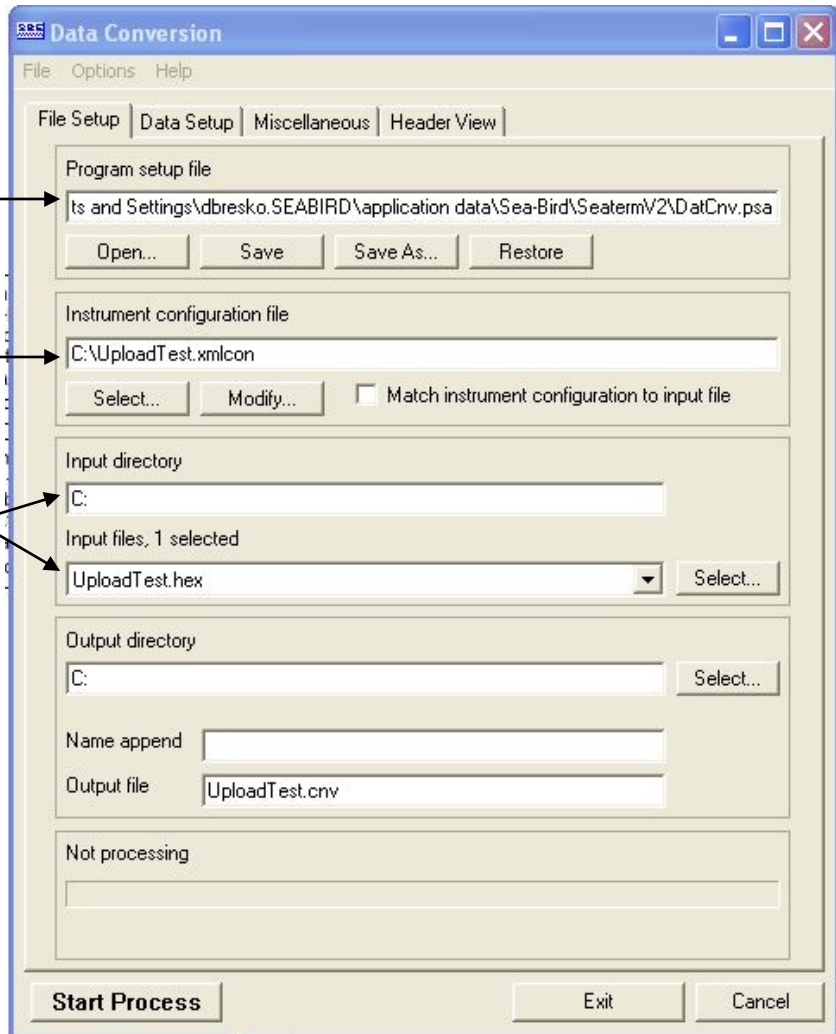 SBS Data Conversion
File Options Help
File Setup Data Setup Miscellaneous Header View
Program setup file
ts and Settings\dbresko.SEABIRD\application data\Sea-Bird\SeatermV2\DatCnv.psa
Open... Save Save As... Restore
Instrument configuration file
C:\UploadTest.xmlcon
Select... Modify... Match instrument configuration to input file
Input directory
C:
Input files, 1 selected
UploadTest.hex Select...
Output directory
C: Select...
Name append
Output file UploadTest.cnv
Not processing
Start Process Exit Cancel